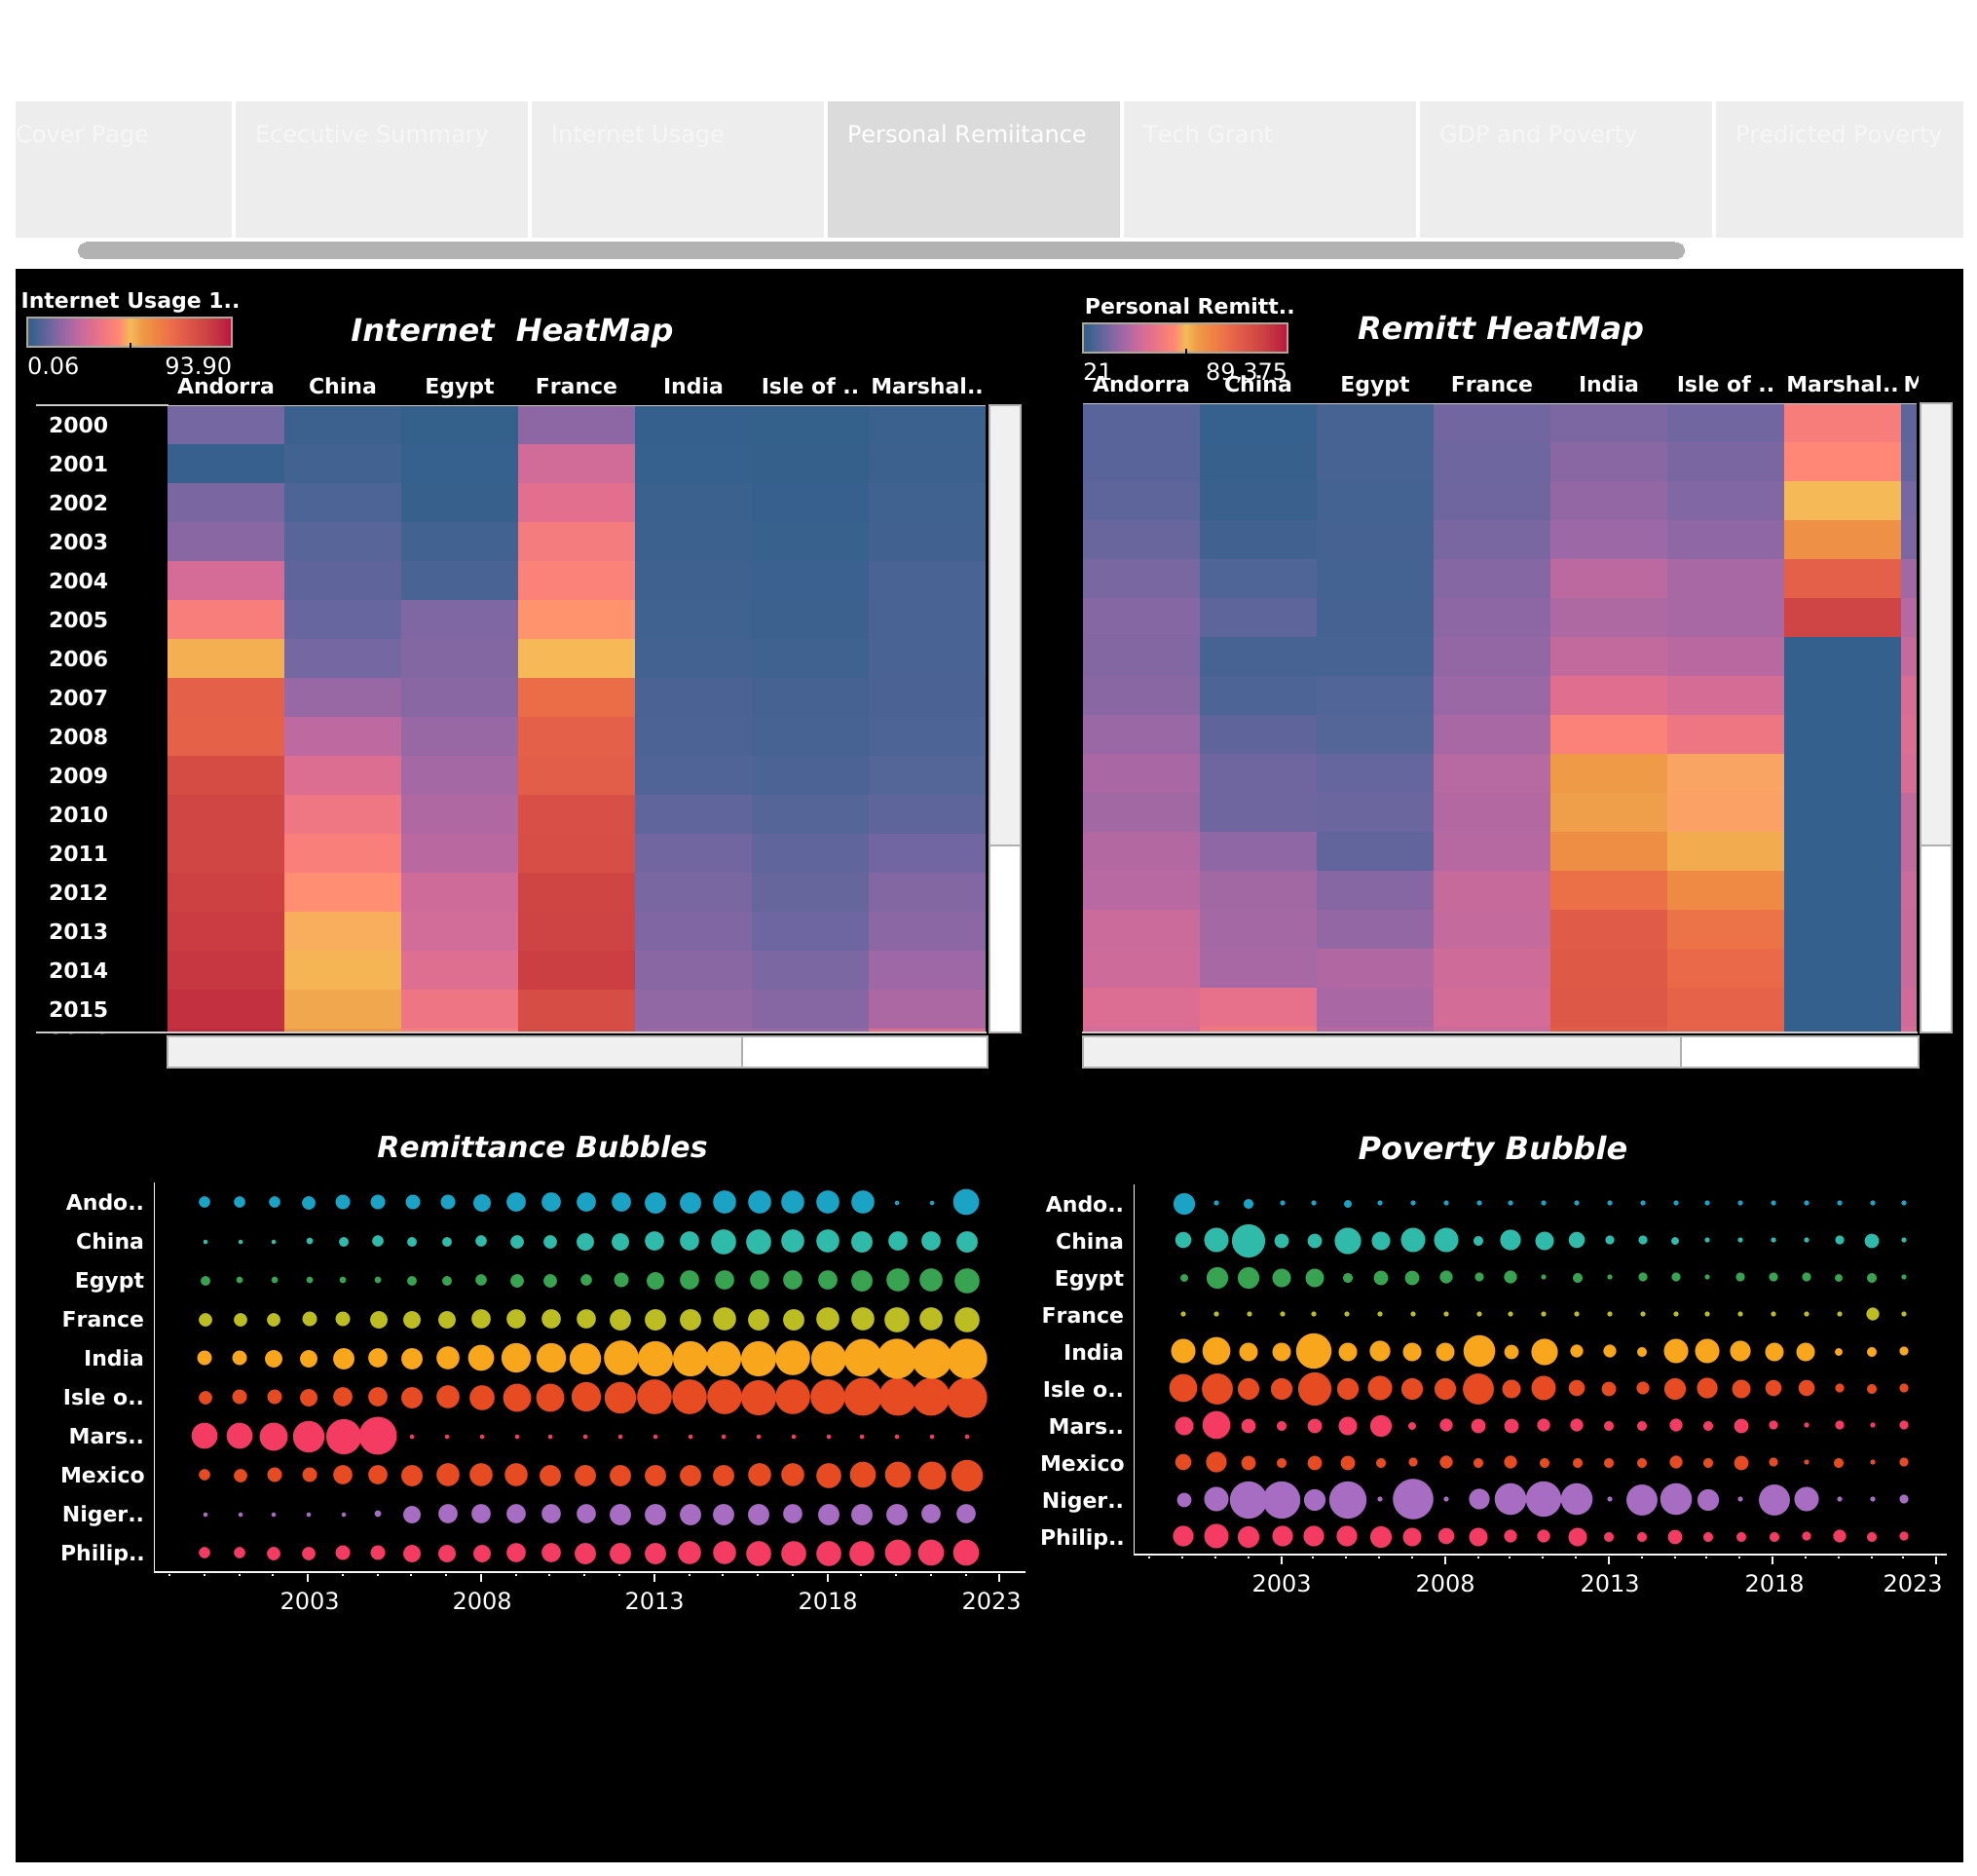 Cover Page Ececutive Summary Internet Usage Personal Remiitance Tech Grant GDP and Poverty Predicted Poverty
Internet Usage 1..
0.06 93.90
Internet HeatMap
Andorra China Egypt France India Isle of .. Marshal..
2000
2001
2002
2003
2004
2005
2006
2007
2008
2009
2010
2011
2012
2013
2014
2015
Personal Remitt..
21 89,375
Remitt HeatMap
Andorra China Egypt France India Isle of .. Marshal.. M
Remittance Bubbles
Ando..
China
Egypt
France
India
Isle o..
Mars..
Mexico
Niger..
Philip..
2003 2008 2013 2018 2023
Poverty Bubble
Ando..
China
Egypt
France
India
Isle o..
Mars..
Mexico
Niger..
Philip..
2003 2008 2013 2018 2023